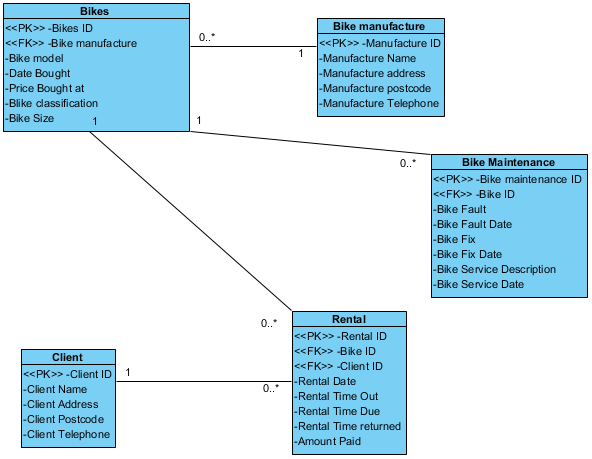 Bikes
<<PK>> -Bikes ID
<<FK>> -Bike manufacture
-Bike model
-Date Bought
-Price Bought at
-Blike classification
-Bike Size
0..*
1
Bike manufacture
<<PK>> -Manufacture ID
-Manufacture Name
-Manufacture address
-Manufacture postcode
-Manufacture Telephone
1
1
0..*
Bike Maintenance
<<PK>> -Bike maintenance ID
<<FK>> -Bike ID
-Bike Fault
-Bike Fault Date
-Bike Fix
-Bike Fix Date
-Bike Service Description
-Bike Service Date
0..*
Rental
<<PK>> -Rental ID
<<FK>> -Bike ID
<<FK>> -Client ID
-Rental Date
-Rental Time Out
-Rental Time Due
-Rental Time returned
-Amount Paid
Client
<<PK>> -Client ID
-Client Name
-Client Address
-Client Postcode
-Client Telephone
1
0..*